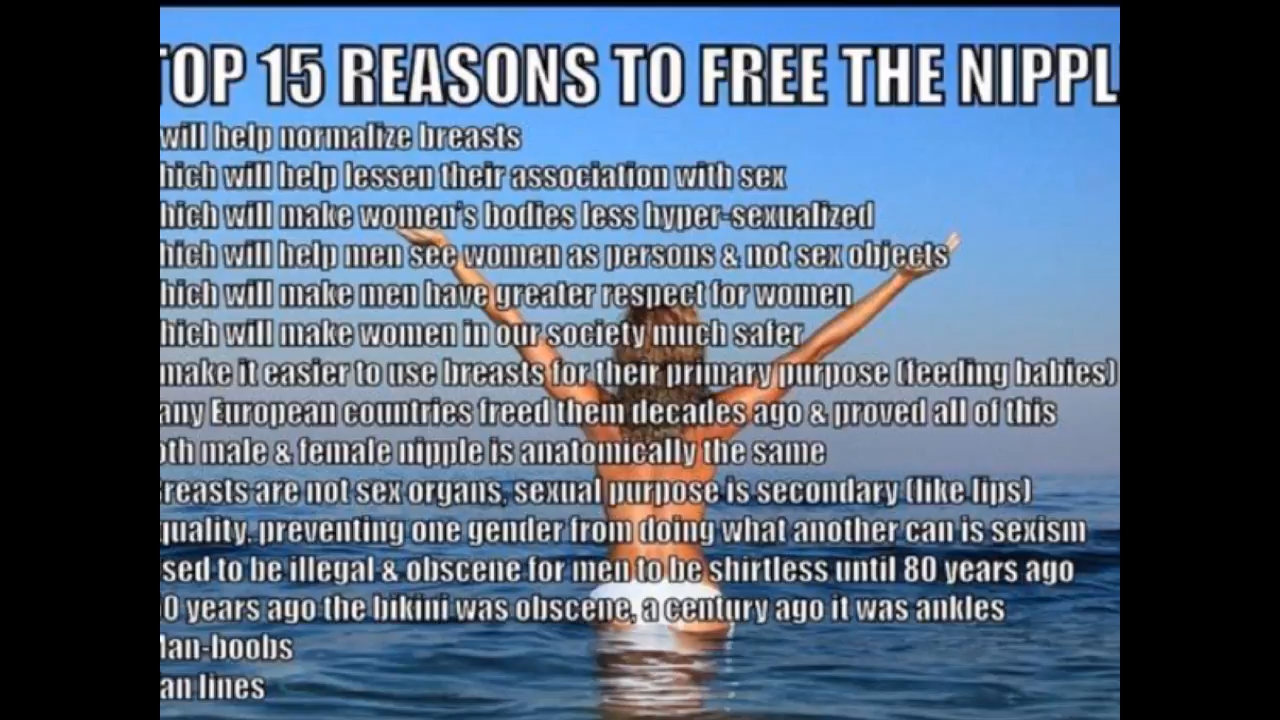 TOP 15 REASONS TO FREE THE NIPPL
will help normalize breasts
hich will help lessen their association with sex
hich will make women's bodies less hyper-sexualized
hich will help men see women as persons & not sex objects
hich will make men have greater respect for women
hich will make women in our society much safer
make it easier to use breasts for their primary purpose (feeding babies)
any European countries freed them decades ago & proved all of this
oth male & female nipple is anatomically the same
reasts are not sex organs, sexual purpose is secondary (like lips)
quality, preventing one gender from doing what another can is sexism
sed to be illegal & obscene for men to be shirtless until 80 years ago
0 years ago the bikini was obscene, a century ago it was ankles
Man-boobs
an lines